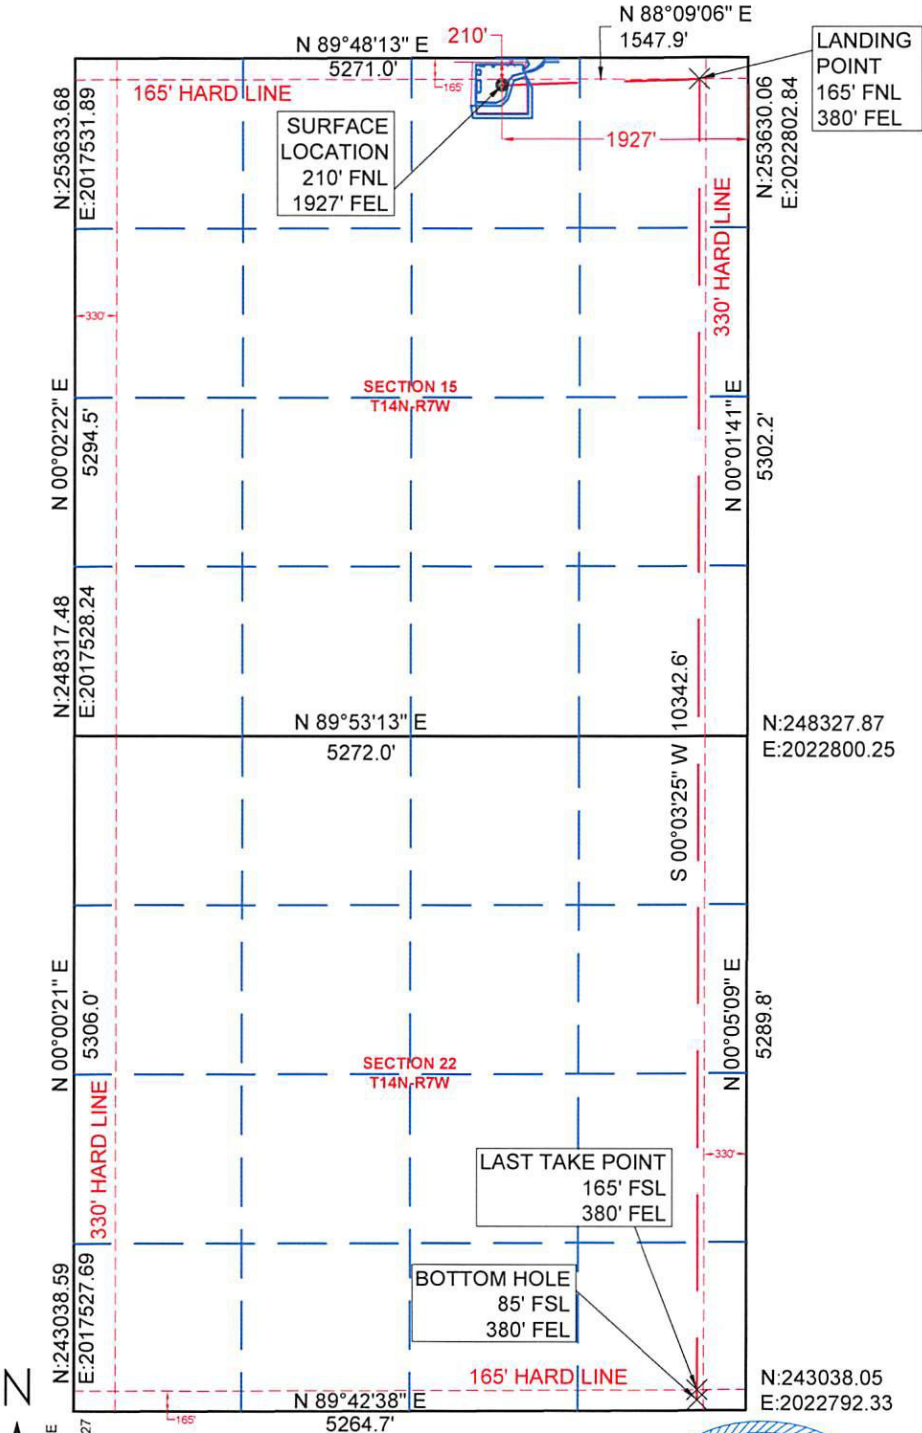 N 88°09'06" E
1547.9'
N 89°48'13" E
5271.0'
210'
LANDING
POINT
165' FNL
380' FEL
165' HARD LINE
165'
SURFACE
LOCATION
210' FNL
1927' FEL
1927'
N:253633.68
E:2017531.89
N:253630.06
E:2022802.84
330' HARD LINE
330'
SECTION 15
T14N-R7W
N 00°02'22" E
5294.5'
N 00°01'41" E
5302.2'
N:248317.48
E:2017528.24
N 89°53'13" E
5272.0'
S 00°03'25" W 10342.6'
N:248327.87
E:2022800.25
N 00°00'21" E
5306.0'
SECTION 22
T14N-R7W
N 00°05'09" E
5289.8'
330' HARD LINE
330'
LAST TAKE POINT
165' FSL
380' FEL
BOTTOM HOLE
85' FSL
380' FEL
N:243038.59
E:2017527.69
165' HARD LINE
N 89°42'38" E
5264.7'
165'
N:243038.05
E:2022792.33
N
E
27